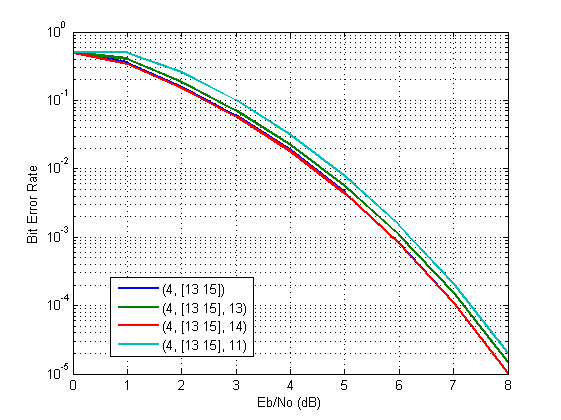 10^0
10^-1
10^-2
10^-3
10^-4
10^-5
Bit Error Rate
(4, [13 15])
(4, [13 15], 13)
(4, [13 15], 14)
(4, [13 15], 11)
0 1 2 3 4 5 6 7 8
Eb/No (dB)